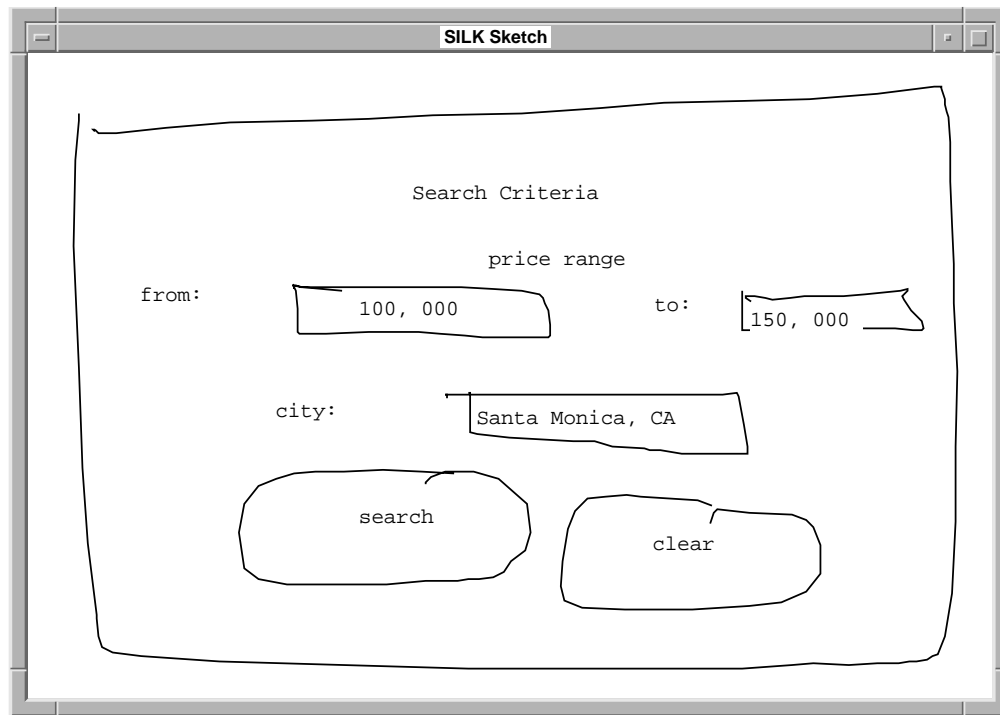 SILK Sketch
Search Criteria
price range
from: 100, 000 to: 150, 000
city: Santa Monica, CA
search
clear